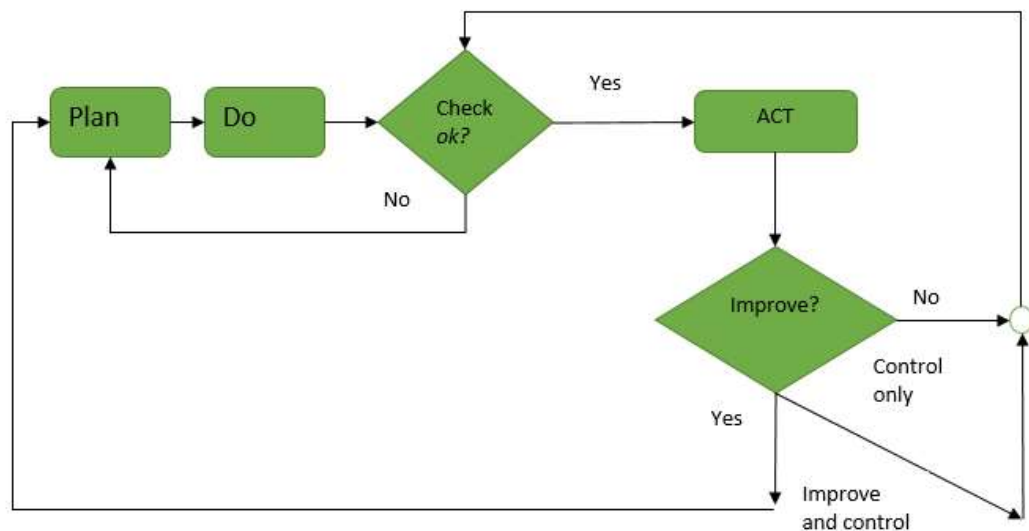 Plan
Do
Check
ok?
Yes
ACT
No
Improve?
No
Control
only
Yes
Improve
and control